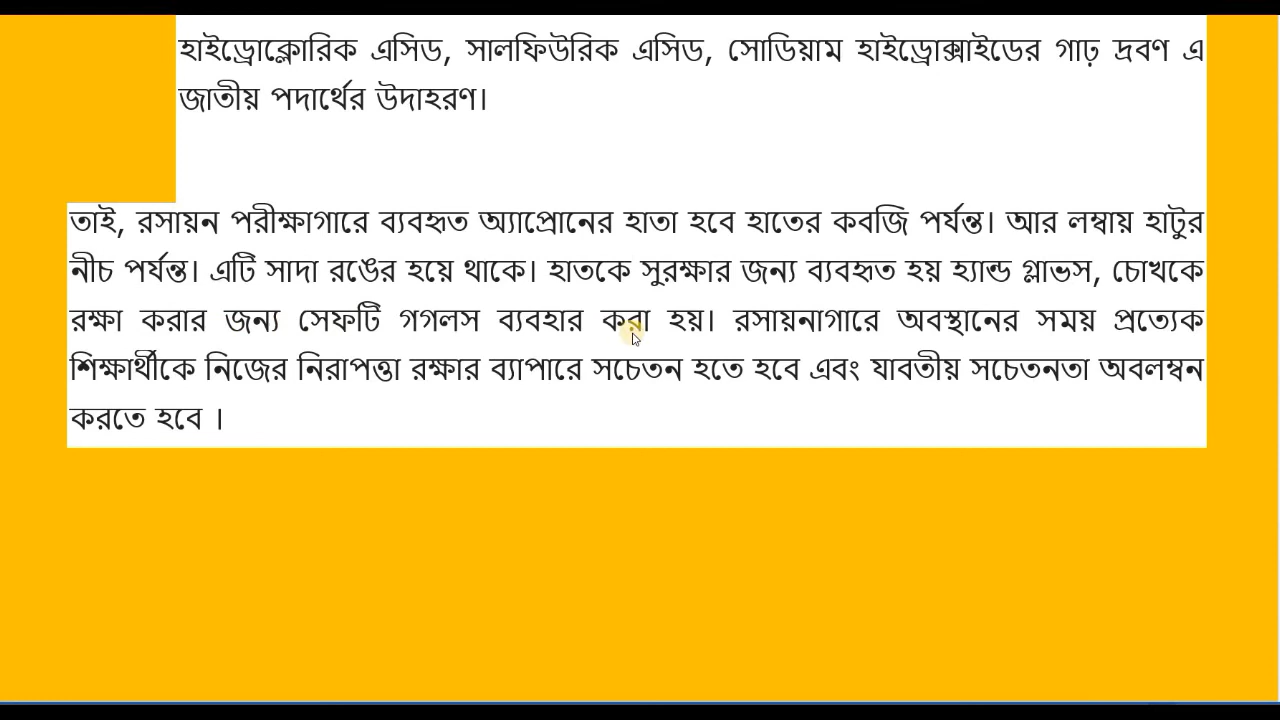 হাইড্রোক্লোরিক এসিড, সালফিউরিক এসিড, সোডিয়াম হাইড্রোক্সাইডের গাঢ় দ্রবণ এ
জাতীয় পদার্থের উদাহরণ।
তাই, রসায়ন পরীক্ষাগারে ব্যবহৃত অ্যাপ্রোনের হাতা হবে হাতের কবজি পর্যন্ত। আর লম্বায় হাটুর
নীচ পর্যন্ত। এটি সাদা রঙের হয়ে থাকে। হাতকে সুরক্ষার জন্য ব্যবহৃত হয় হ্যান্ড গ্লাভস, চোখকে
রক্ষা করার জন্য সেফটি গগলস ব্যবহার করা হয়। রসায়নাগারে অবস্থানের সময় প্রত্যেক
শিক্ষার্থীকে নিজের নিরাপত্তা রক্ষার ব্যাপারে সচেতন হতে হবে এবং যাবতীয় সচেতনতা অবলম্বন
করতে হবে ।